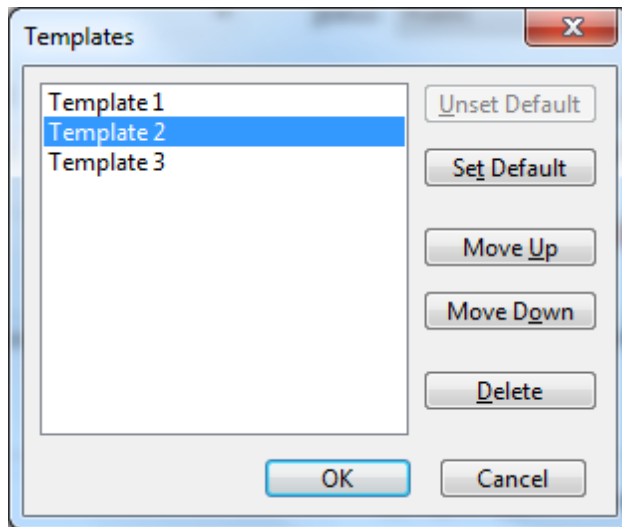 Templates
Template 1
Template 2
Template 3
Unset Default
Set Default
Move Up
Move Down
Delete
OK
Cancel